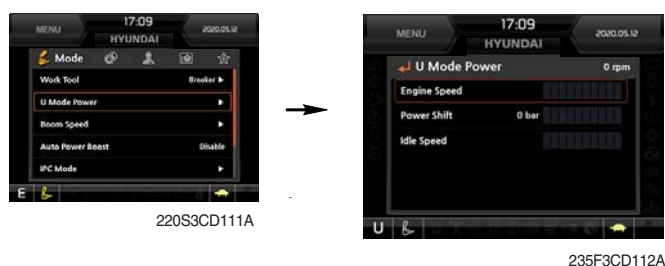 MENU 17:09 2020.05.12
HYUNDAI
Mode
Work Tool Breaker
U Mode Power
Boom Speed
Auto Power Boost Disable
IPC Mode
E
220S3CD111A
MENU 17:09 2020.05.12
HYUNDAI
U Mode Power 0 rpm
Engine Speed
Power Shift 0 bar
Idle Speed
U
235F3CD112A